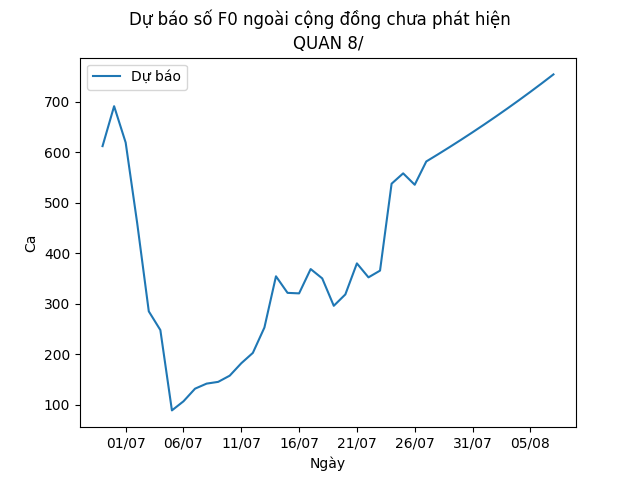 Dự báo số F0 ngoài cộng đồng chưa phát hiện
QUAN 8/
Dự báo
Ca
700
600
500
400
300
200
100
01/07 06/07 11/07 16/07 21/07 26/07 31/07 05/08
Ngày